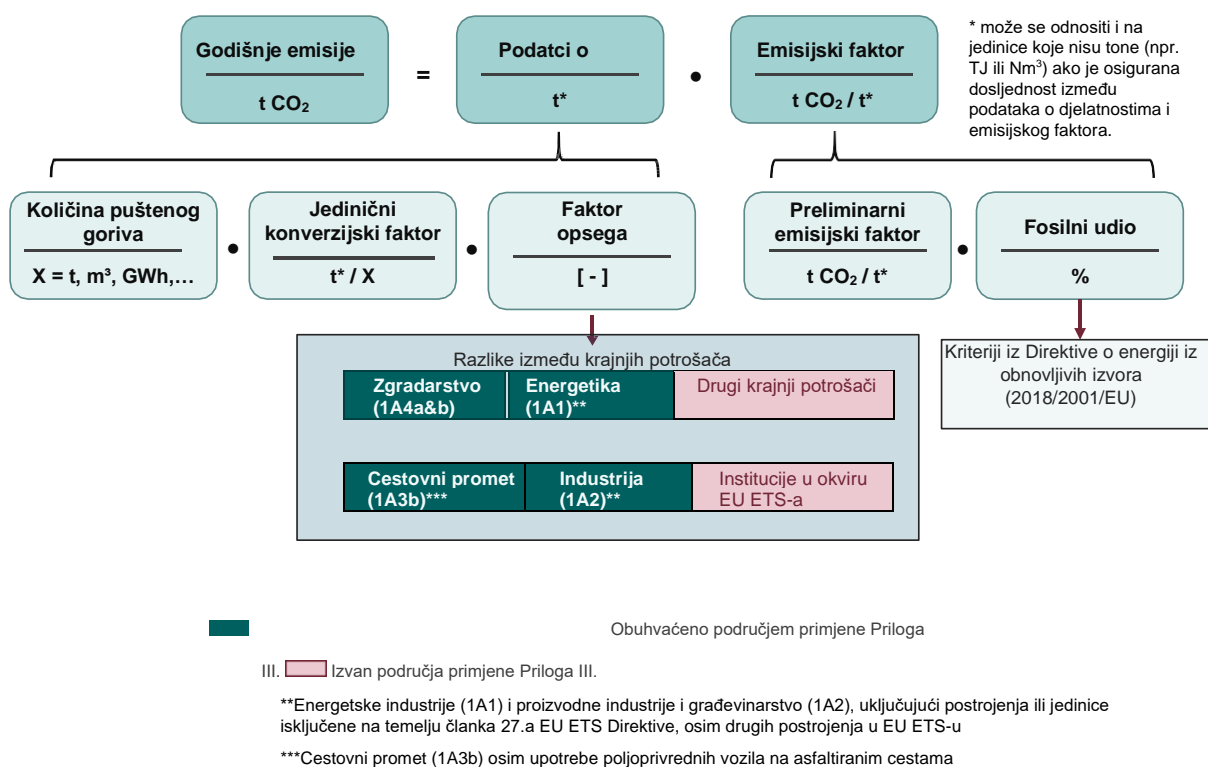 Godišnje emisije
t CO₂
=
Podatci o
t*
•
Emisijski faktor
t CO₂ / t*
* može se odnositi i na
jedinice koje nisu tone (npr.
TJ ili Nm³) ako je osigurana
dosljednost između
podataka o djelatnostima i
emisijskog faktora.
Količina puštenog
goriva
X = t, m³, GWh,…
•
Jedinični
konverzijski faktor
t* / X
•
Faktor
opsega
[ - ]
Preliminarni
emisijski faktor
t CO₂ / t*
•
Fosilni udio
%
Razlike između krajnjih potrošača
Zgradarstvo
(1A4a&b)
Energetika
(1A1)**
Drugi krajnji potrošači
Cestovni promet
(1A3b)***
Industrija
(1A2)**
Institucije u okviru
EU ETS-a
Kriteriji iz Direktive o energiji iz
obnovljivih izvora
(2018/2001/EU)
Obuhvaćeno područjem primjene Priloga
III. Izvan područja primjene Priloga III.
**Energetske industrije (1A1) i proizvodne industrije i građevinarstvo (1A2), uključujući postrojenja ili jedinice
isključene na temelju članka 27.a EU ETS Direktive, osim drugih postrojenja u EU ETS-u
***Cestovni promet (1A3b) osim upotrebe poljoprivrednih vozila na asfaltiranim cestama